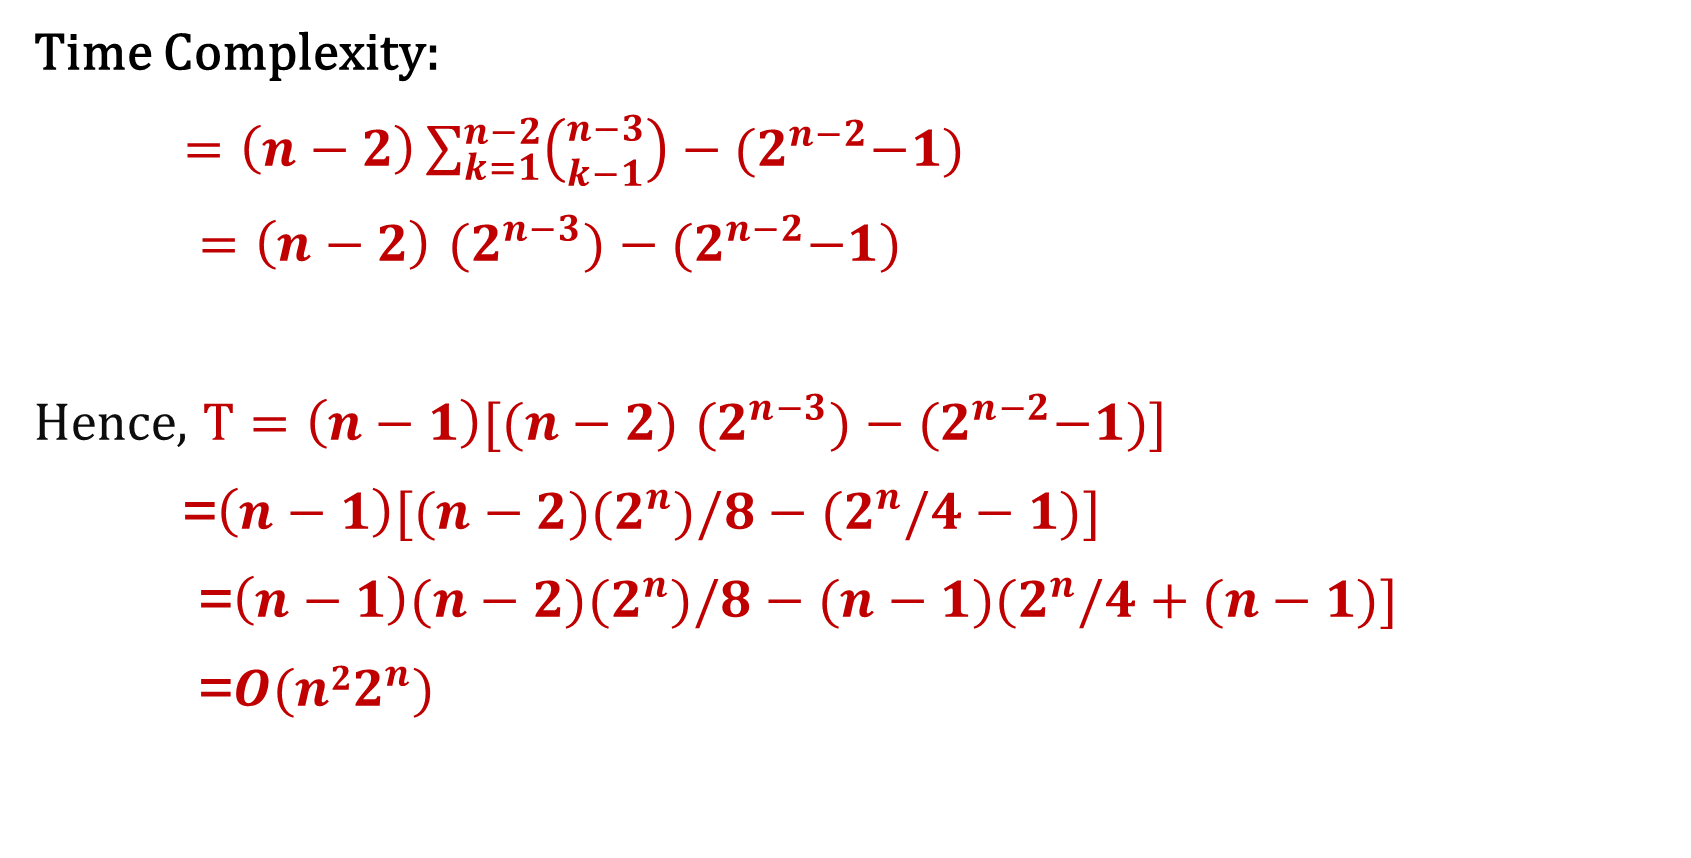 Time Complexity:
= (n − 2) ∑_{k=1}^{n−2} \binom{n−3}{k−1} − (2^{n−2}−1)
= (n − 2) (2^{n−3}) − (2^{n−2}−1)
Hence, T = (n − 1)[(n − 2) (2^{n−3}) − (2^{n−2}−1)]
=(n − 1)[(n − 2)(2^n)/8 − (2^n/4 − 1)]
=(n − 1)(n − 2)(2^n)/8 − (n − 1)(2^n/4 + (n − 1)]
=O(n^2 2^n)